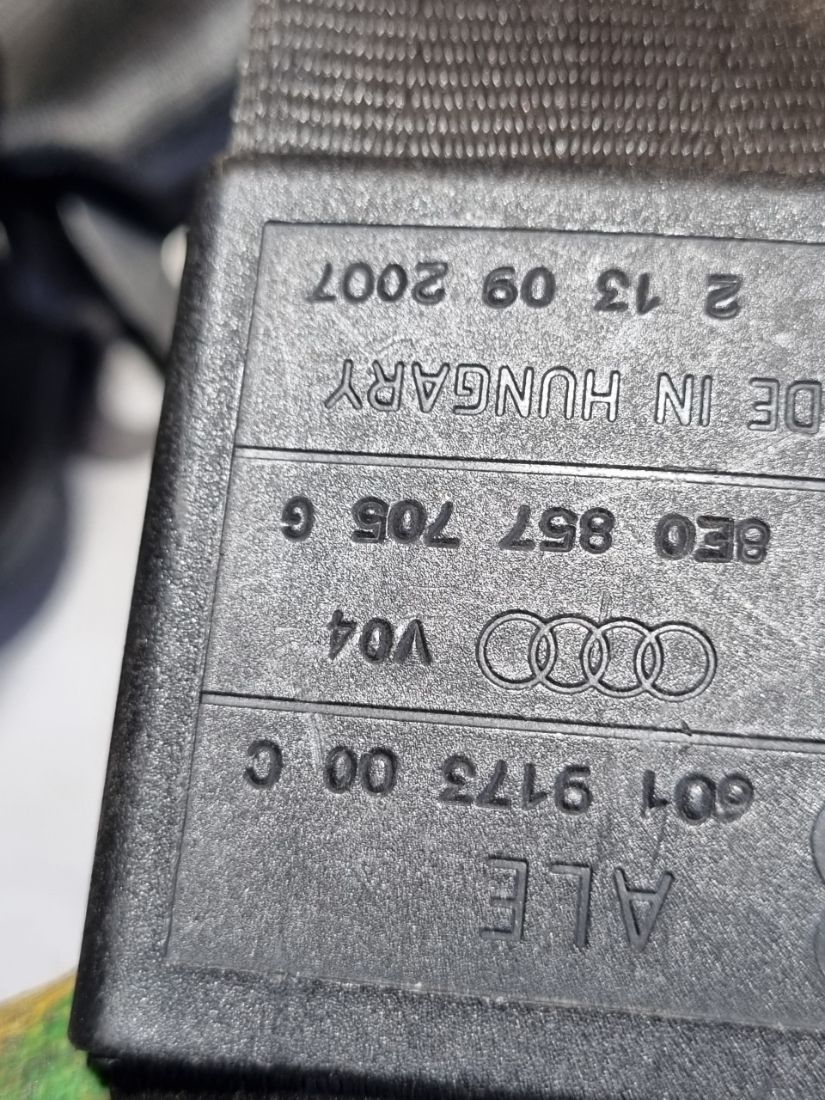 ALE
601 9173 00 C
V04
8E0 857 705 G
DE IN HUNGARY
2 13 09 2007